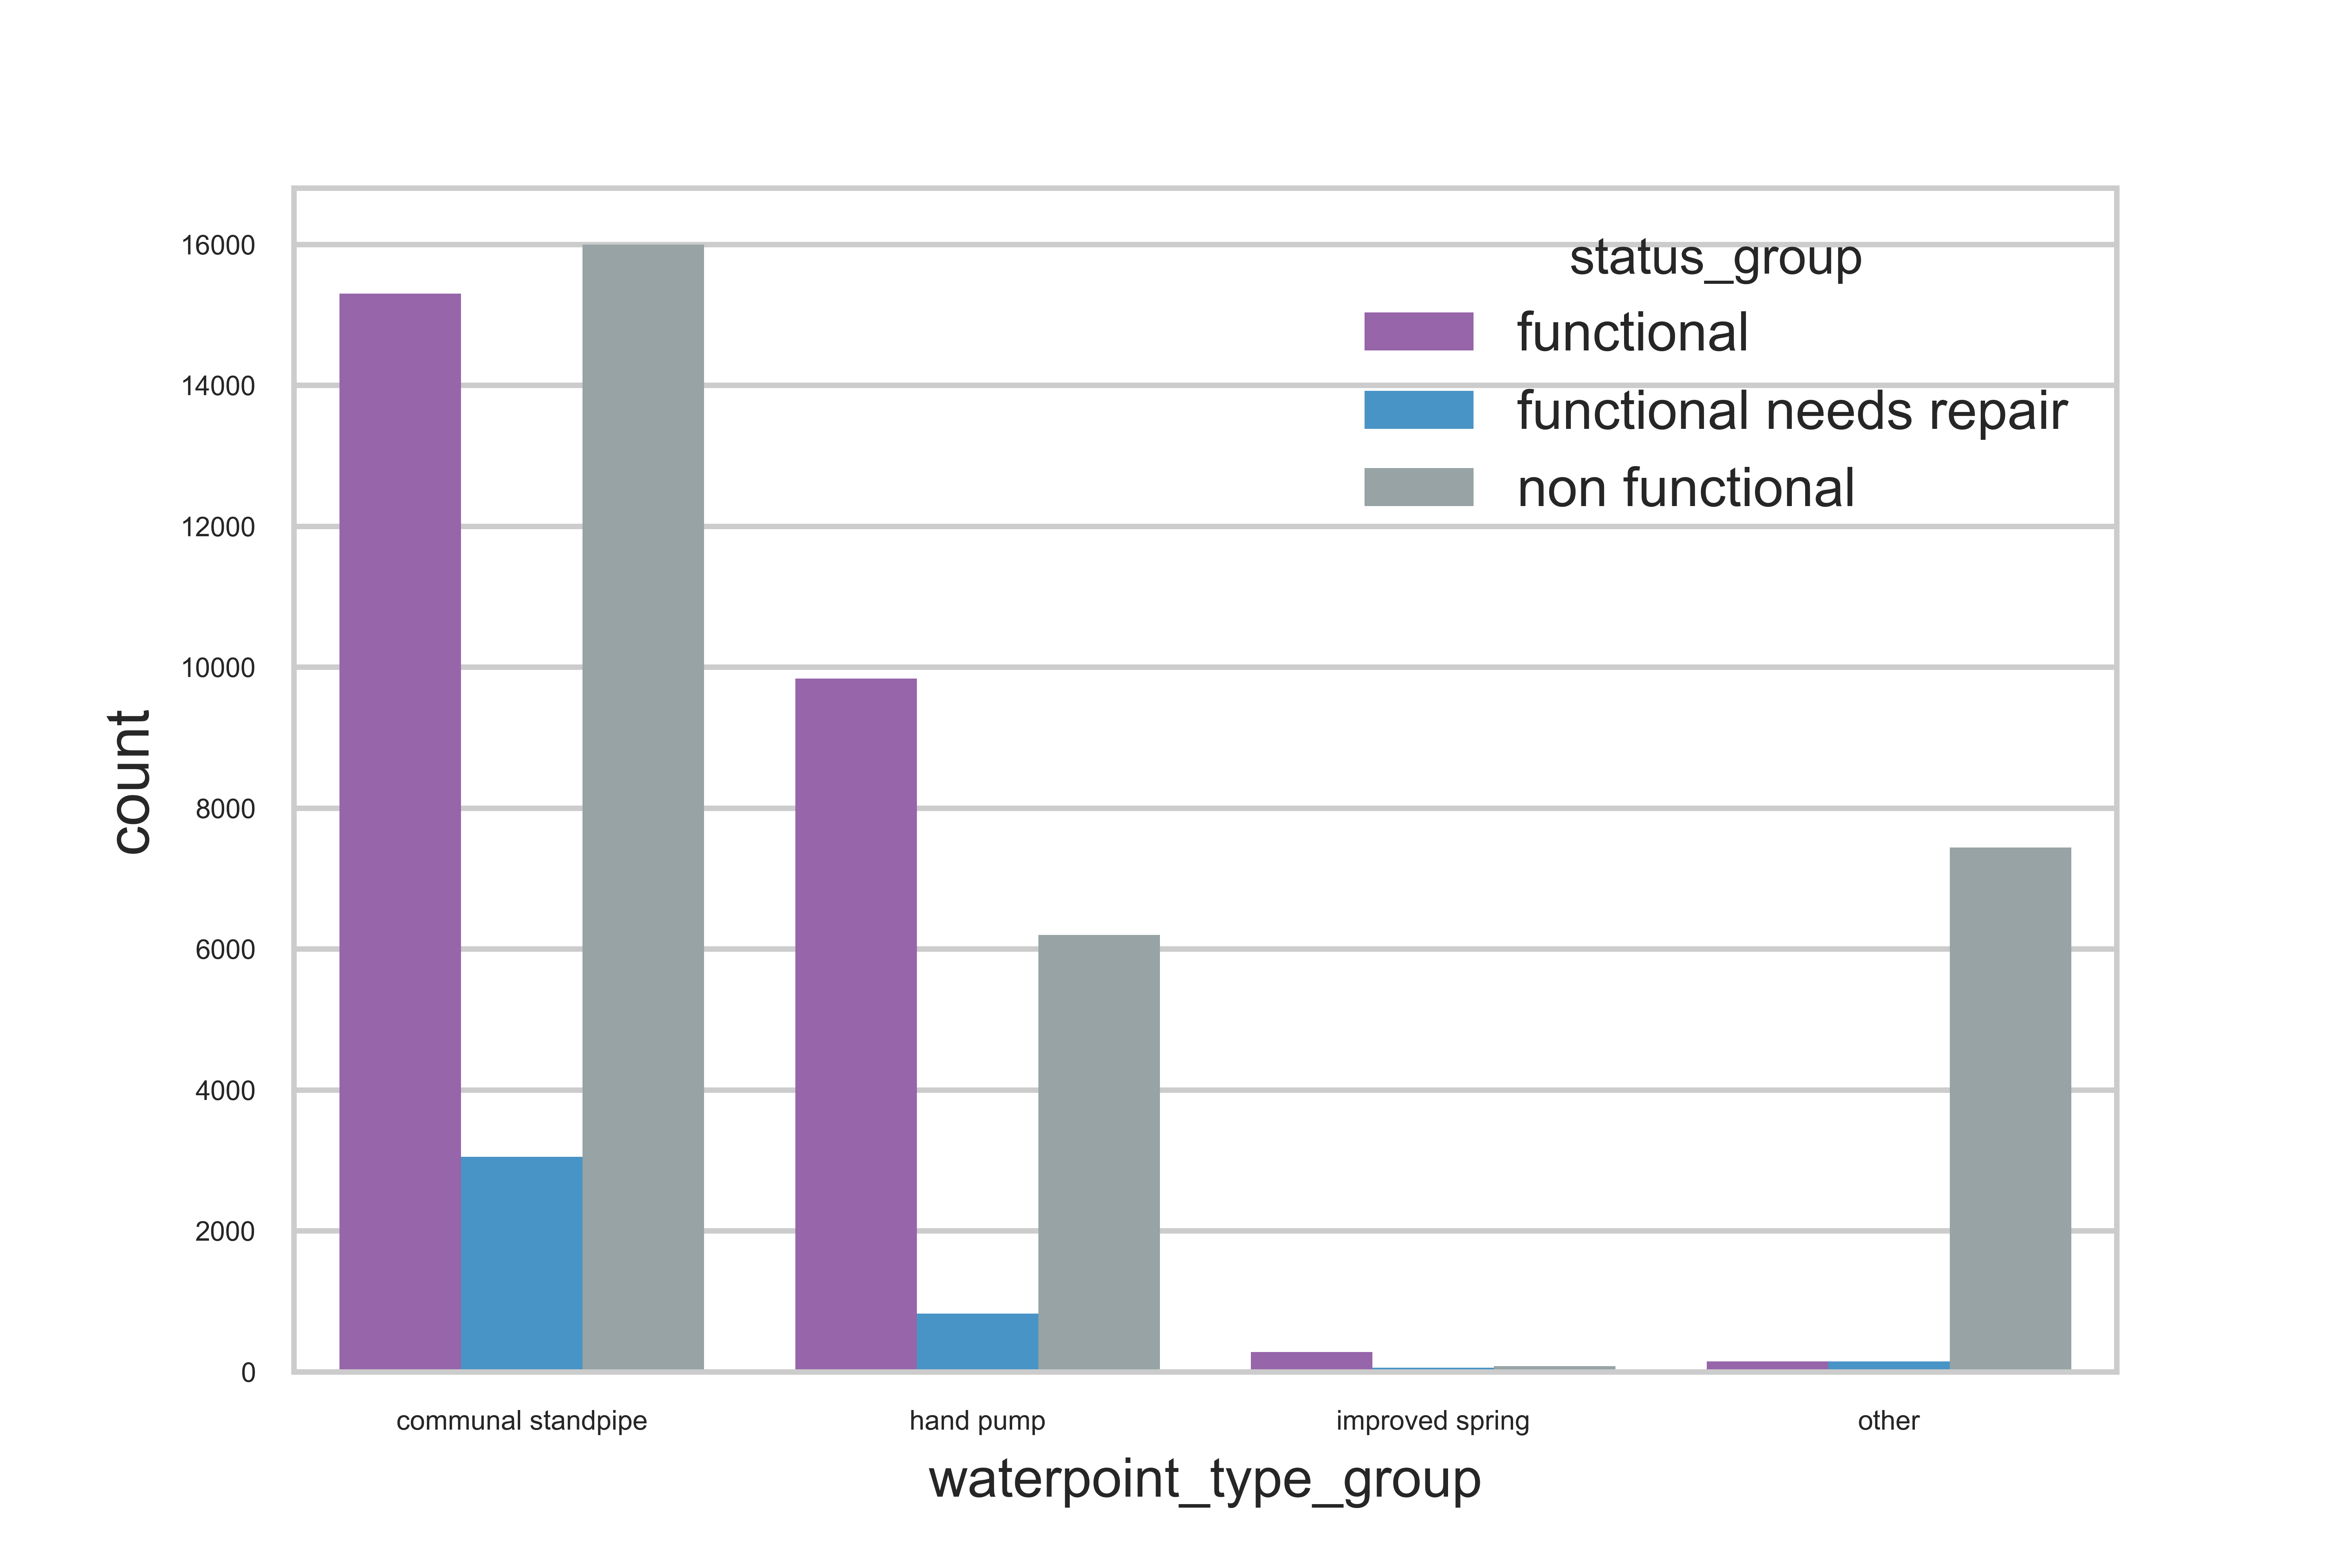 status_group
functional
functional needs repair
non functional
count
16000
14000
12000
10000
8000
6000
4000
2000
0
communal standpipe
hand pump
improved spring
other
waterpoint_type_group